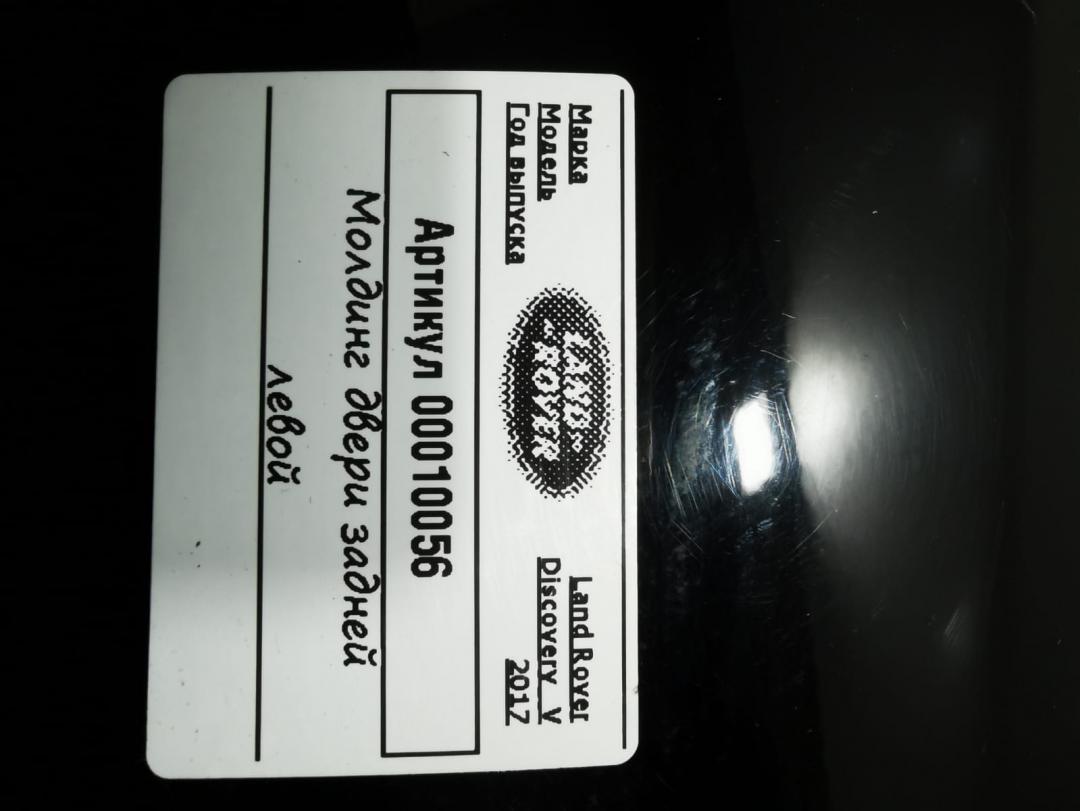 Марка Land Rover
Модель Discovery V
Год выпуска 2017
LAND ROVER
Артикул 00010056
Молдинг двери задней
левой